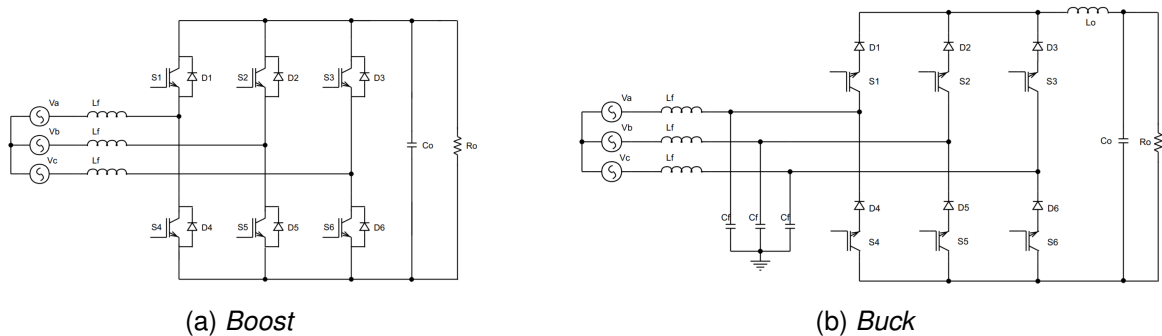 S1 D1 S2 D2 S3 D3
Va Lf
Vb Lf
Vc Lf
Co Ro
S4 D4 S5 D5 S6 D6
(a) Boost
Lo
D1 D2 D3
S1 S2 S3
Va Lf
Vb Lf
Vc Lf
Co Ro
D4 D5 D6
Cf Cf Cf
S4 S5 S6
(b) Buck